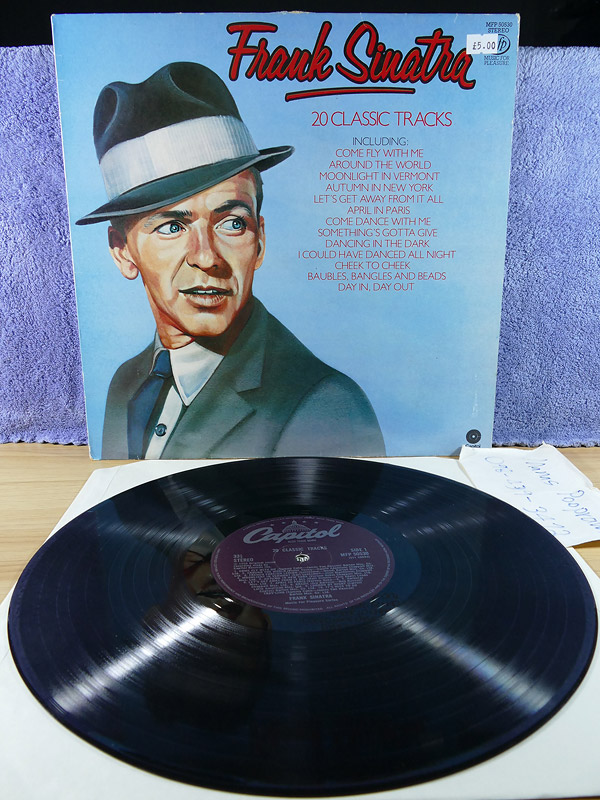 MFP 50530
STEREO
£5.00
fp
MUSIC FOR
PLEASURE
Frank Sinatra
20 CLASSIC TRACKS
INCLUDING:
COME FLY WITH ME
AROUND THE WORLD
MOONLIGHT IN VERMONT
AUTUMN IN NEW YORK
LET'S GET AWAY FROM IT ALL
APRIL IN PARIS
COME DANCE WITH ME
SOMETHING'S GOTTA GIVE
DANCING IN THE DARK
I COULD HAVE DANCED ALL NIGHT
CHEEK TO CHEEK
BAUBLES, BANGLES AND BEADS
DAY IN, DAY OUT
Capitol
20 CLASSIC TRACKS
33⅓
STEREO
SIDE 1
MFP 50530
FRANK SINATRA